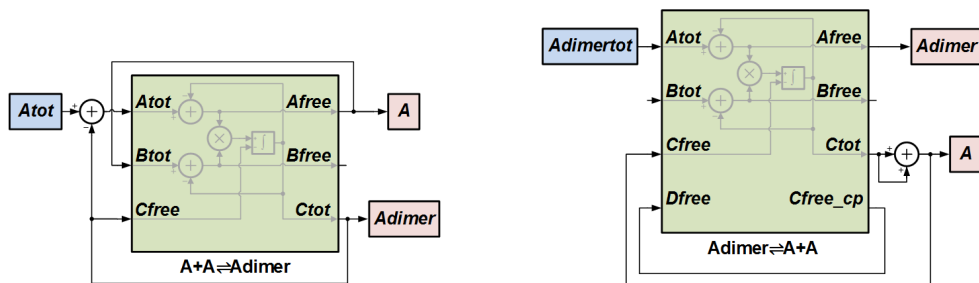 Atot
Atot
Btot
Cfree
Afree
Bfree
Ctot
A
Adimer
A+A⇌Adimer
Adimertot
Atot
Btot
Cfree
Dfree
Afree
Bfree
Ctot
Cfree_cp
Adimer
A
Adimer⇌A+A